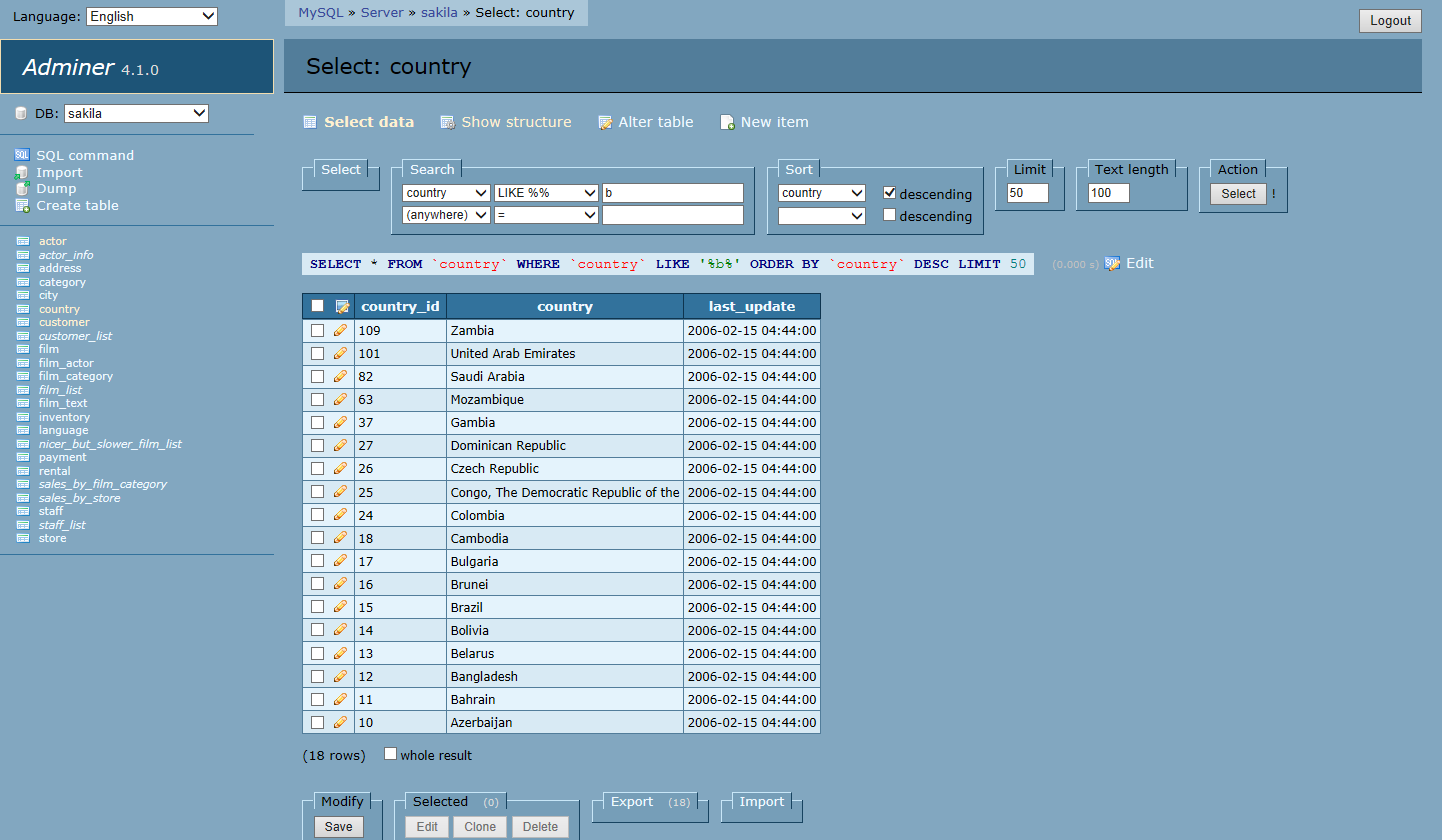 Language: English
MySQL » Server » sakila » Select: country
Logout
Adminer 4.1.0
Select: country
DB: sakila
Select data Show structure Alter table New item
SQL command
Import
Dump
Create table
Select
Search
country LIKE %% b
(anywhere) =
Sort
country descending
descending
Limit
50
Text length
100
Action
Select !
SELECT * FROM `country` WHERE `country` LIKE '%b%' ORDER BY `country` DESC LIMIT 50 (0.000 s) Edit
actor
actor_info
address
category
city
country
customer
customer_list
film
film_actor
film_category
film_list
film_text
inventory
language
nicer_but_slower_film_list
payment
rental
sales_by_film_category
sales_by_store
staff
staff_list
store
country_id country last_update
109 Zambia 2006-02-15 04:44:00
101 United Arab Emirates 2006-02-15 04:44:00
82 Saudi Arabia 2006-02-15 04:44:00
63 Mozambique 2006-02-15 04:44:00
37 Gambia 2006-02-15 04:44:00
27 Dominican Republic 2006-02-15 04:44:00
26 Czech Republic 2006-02-15 04:44:00
25 Congo, The Democratic Republic of the 2006-02-15 04:44:00
24 Colombia 2006-02-15 04:44:00
18 Cambodia 2006-02-15 04:44:00
17 Bulgaria 2006-02-15 04:44:00
16 Brunei 2006-02-15 04:44:00
15 Brazil 2006-02-15 04:44:00
14 Bolivia 2006-02-15 04:44:00
13 Belarus 2006-02-15 04:44:00
12 Bangladesh 2006-02-15 04:44:00
11 Bahrain 2006-02-15 04:44:00
10 Azerbaijan 2006-02-15 04:44:00
(18 rows) whole result
Modify
Save
Selected (0)
Edit Clone Delete
Export (18)
Import